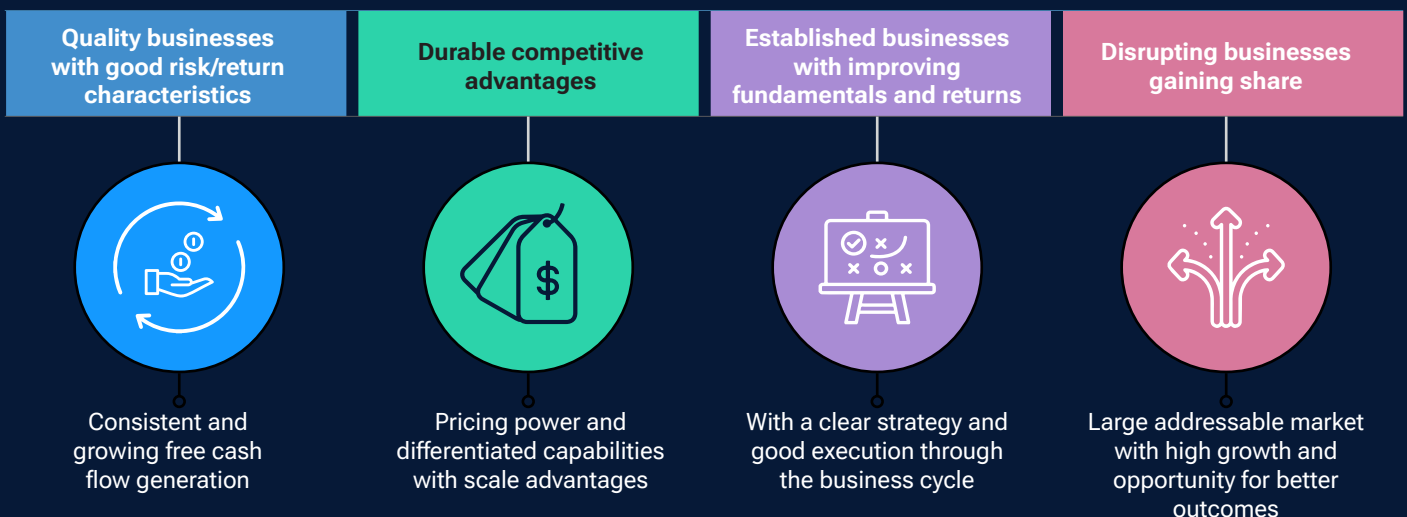 Quality businesses
with good risk/return
characteristics
Durable competitive
advantages
Established businesses
with improving
fundamentals and returns
Disrupting businesses
gaining share
$
Consistent and
growing free cash
flow generation
Pricing power and
differentiated capabilities
with scale advantages
With a clear strategy and
good execution through
the business cycle
Large addressable market
with high growth and
opportunity for better
outcomes